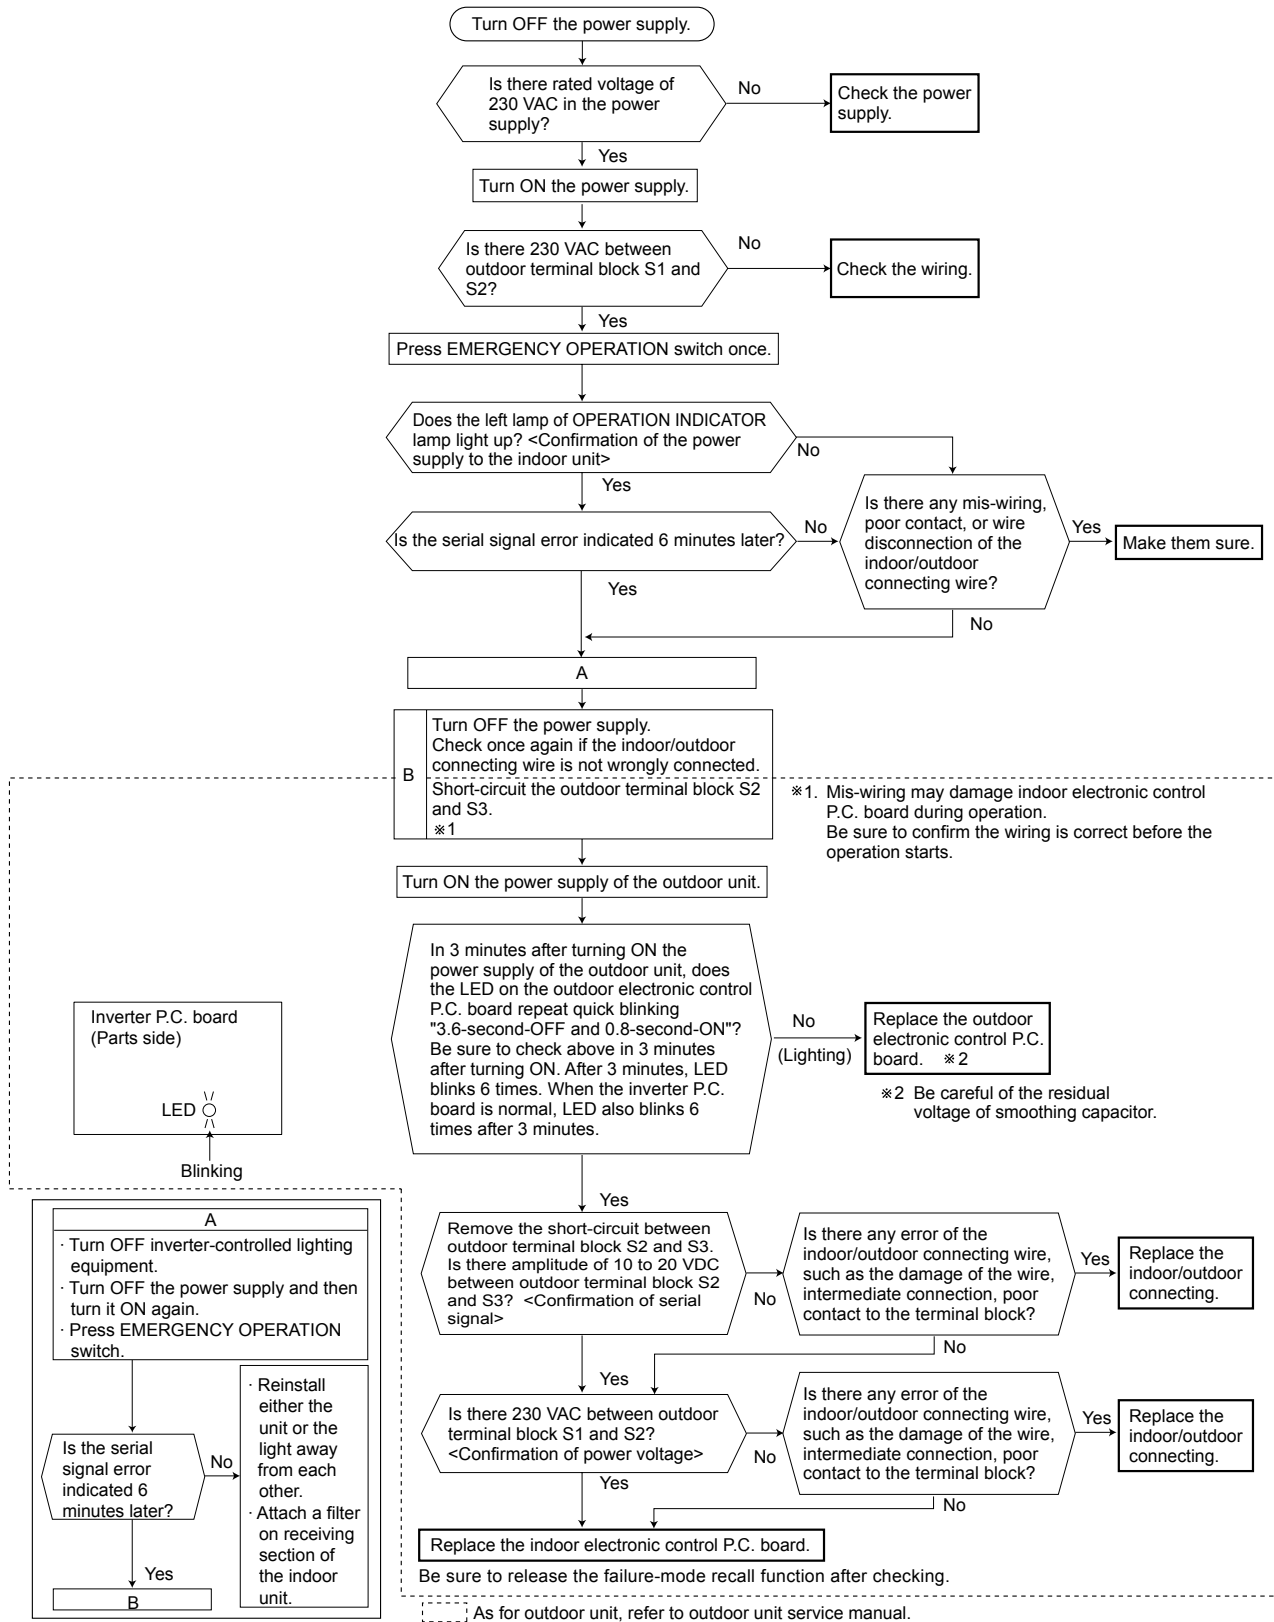 Turn OFF the power supply.
Is there rated voltage of
230 VAC in the power
supply?
No
Check the power
supply.
Yes
Turn ON the power supply.
Is there 230 VAC between
outdoor terminal block S1 and
S2?
No
Check the wiring.
Yes
Press EMERGENCY OPERATION switch once.
Does the left lamp of OPERATION INDICATOR
lamp light up? <Confirmation of the power
supply to the indoor unit>
No
Yes
Is the serial signal error indicated 6 minutes later?
No
Is there any mis-wiring,
poor contact, or wire
disconnection of the
indoor/outdoor
connecting wire?
Yes
Make them sure.
Yes
No
A
B
Turn OFF the power supply.
Check once again if the indoor/outdoor
connecting wire is not wrongly connected.
Short-circuit the outdoor terminal block S2
and S3.
※1
※1. Mis-wiring may damage indoor electronic control
P.C. board during operation.
Be sure to confirm the wiring is correct before the
operation starts.
Turn ON the power supply of the outdoor unit.
In 3 minutes after turning ON the
power supply of the outdoor unit, does
the LED on the outdoor electronic control
P.C. board repeat quick blinking
"3.6-second-OFF and 0.8-second-ON"?
Be sure to check above in 3 minutes
after turning ON. After 3 minutes, LED
blinks 6 times. When the inverter P.C.
board is normal, LED also blinks 6
times after 3 minutes.
No
(Lighting)
Replace the outdoor
electronic control P.C.
board. ※2
※2 Be careful of the residual
voltage of smoothing capacitor.
Inverter P.C. board
(Parts side)
LED
Blinking
Yes
Remove the short-circuit between
outdoor terminal block S2 and S3.
Is there amplitude of 10 to 20 VDC
between outdoor terminal block S2
and S3? <Confirmation of serial
signal>
No
Is there any error of the
indoor/outdoor connecting wire,
such as the damage of the wire,
intermediate connection, poor
contact to the terminal block?
Yes
Replace the
indoor/outdoor
connecting.
No
Yes
Is there 230 VAC between outdoor
terminal block S1 and S2?
<Confirmation of power voltage>
No
Is there any error of the
indoor/outdoor connecting wire,
such as the damage of the wire,
intermediate connection, poor
contact to the terminal block?
Yes
Replace the
indoor/outdoor
connecting.
Yes
No
Replace the indoor electronic control P.C. board.
Be sure to release the failure-mode recall function after checking.
A
· Turn OFF inverter-controlled lighting
equipment.
· Turn OFF the power supply and then
turn it ON again.
· Press EMERGENCY OPERATION
switch.
Is the serial
signal error
indicated 6
minutes later?
No
· Reinstall
either the
unit or the
light away
from each
other.
· Attach a filter
on receiving
section of
the indoor
unit.
Yes
B
As for outdoor unit, refer to outdoor unit service manual.